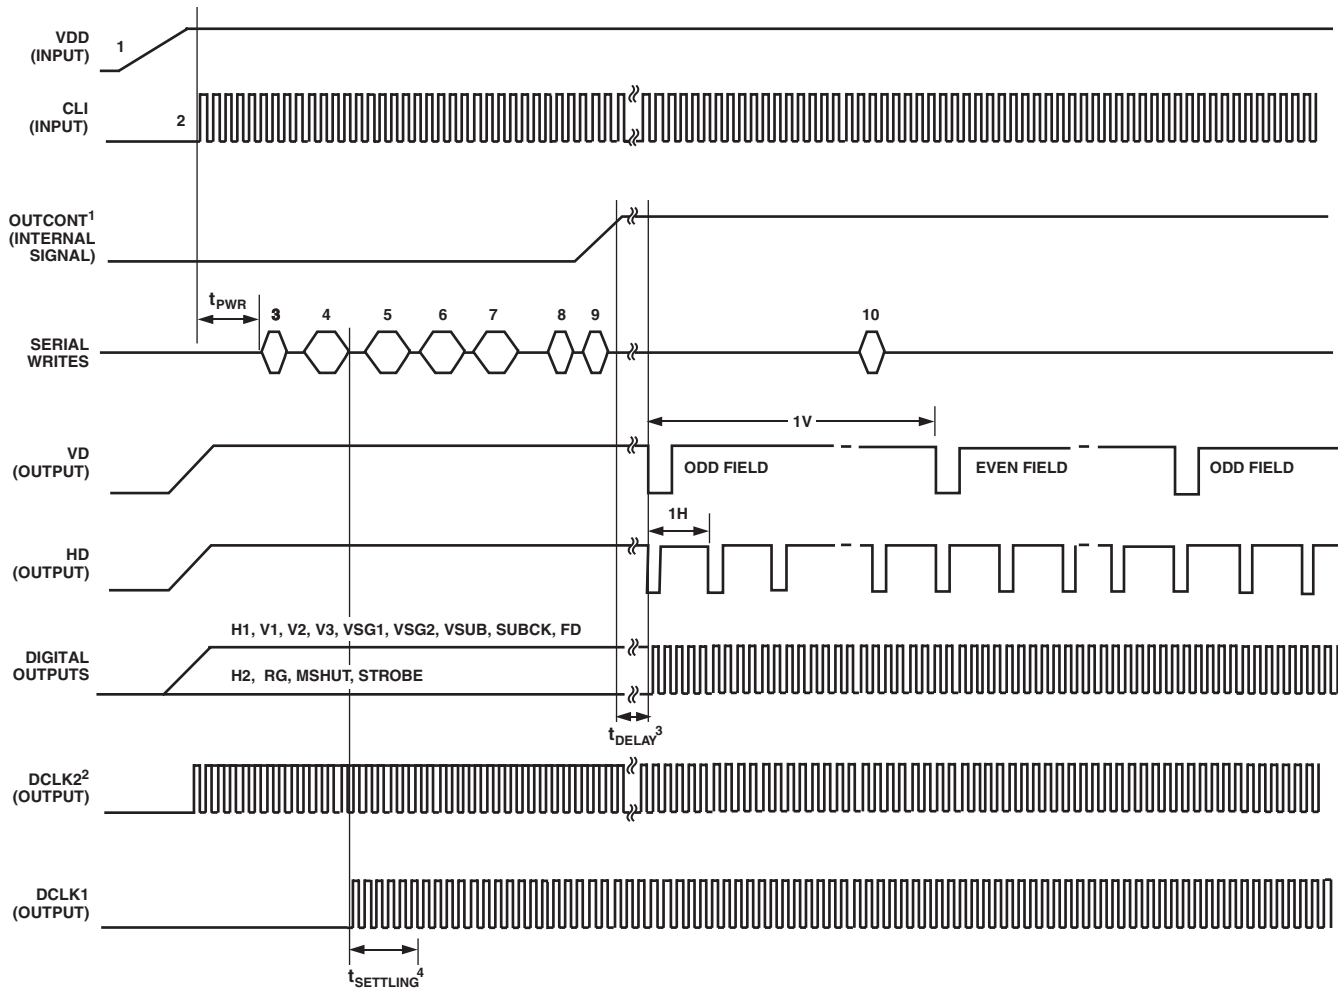 VDD
(INPUT)
1
CLI
(INPUT)
2
OUTCONT1
(INTERNAL
SIGNAL)
tPWR
3 4 5 6 7 8 9 10
SERIAL
WRITES
1V
VD
(OUTPUT)
ODD FIELD EVEN FIELD ODD FIELD
1H
HD
(OUTPUT)
H1, V1, V2, V3, VSG1, VSG2, VSUB, SUBCK, FD
DIGITAL
OUTPUTS
H2, RG, MSHUT, STROBE
tDELAY3
DCLK22
(OUTPUT)
DCLK1
(OUTPUT)
tSETTLING4